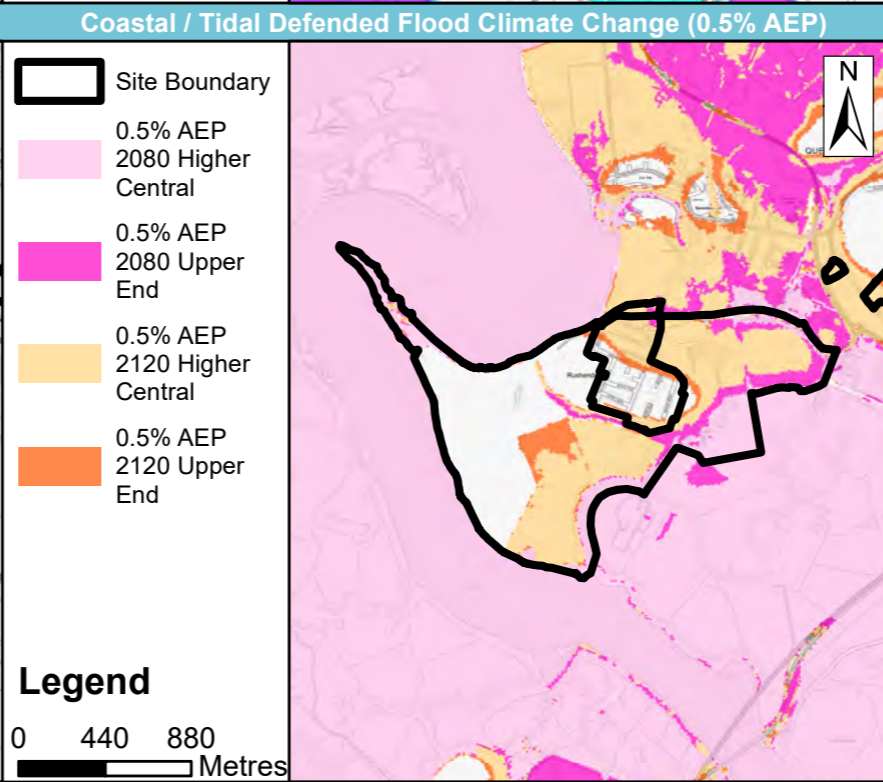 Coastal / Tidal Defended Flood Climate Change (0.5% AEP)
Site Boundary
0.5% AEP
2080 Higher
Central
0.5% AEP
2080 Upper
End
0.5% AEP
2120 Higher
Central
0.5% AEP
2120 Upper
End
Legend
0 440 880
Metres
N
QUE